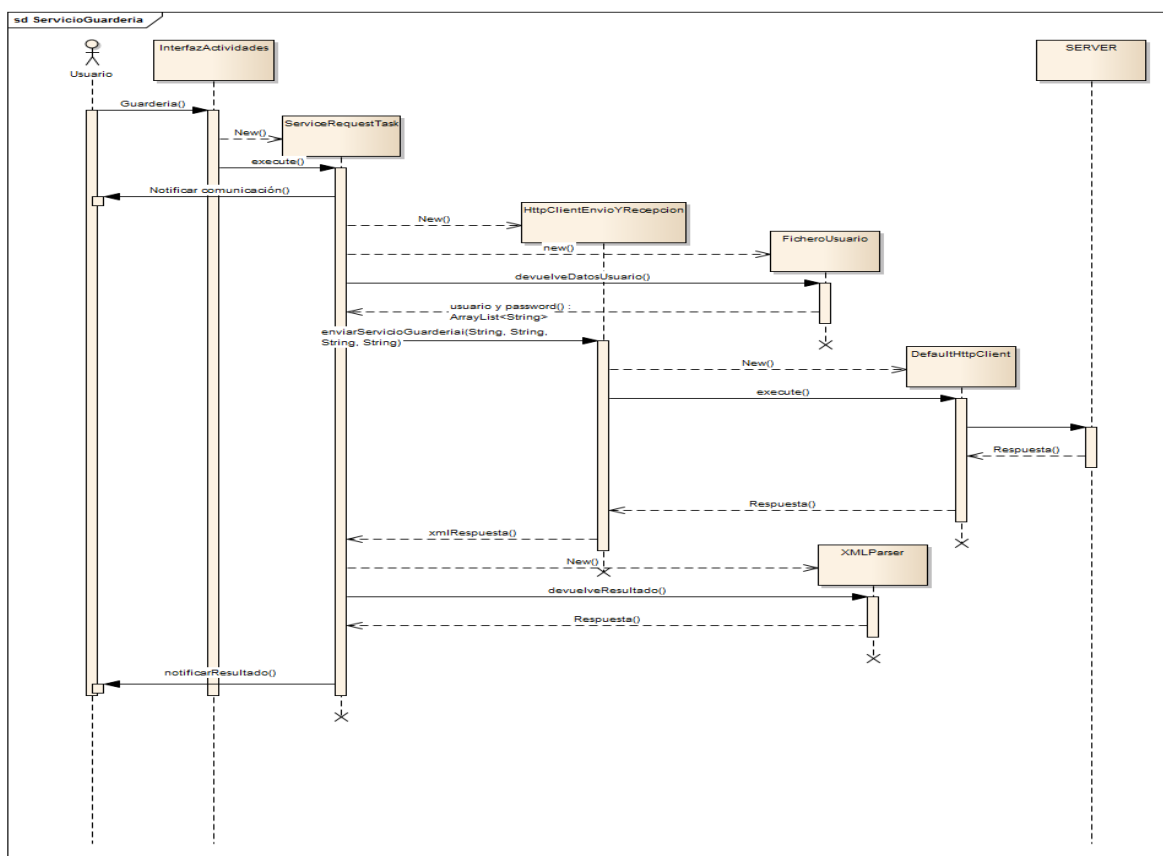 sd ServicioGuarderia
Usuario
InterfazActividades
SERVER
Guarderia()
New()
ServiceRequestTask
execute()
Notificar comunicación()
New()
HttpClientEnvioYRecepcion
new()
FicheroUsuario
devuelveDatosUsuario()
usuario y password() :
ArrayList<String>
enviarServicioGuarderiai(String, String,
String, String)
New()
DefaultHttpClient
execute()
Respuesta()
Respuesta()
xmlRespuesta()
New()
XMLParser
devuelveResultado()
Respuesta()
notificarResultado()